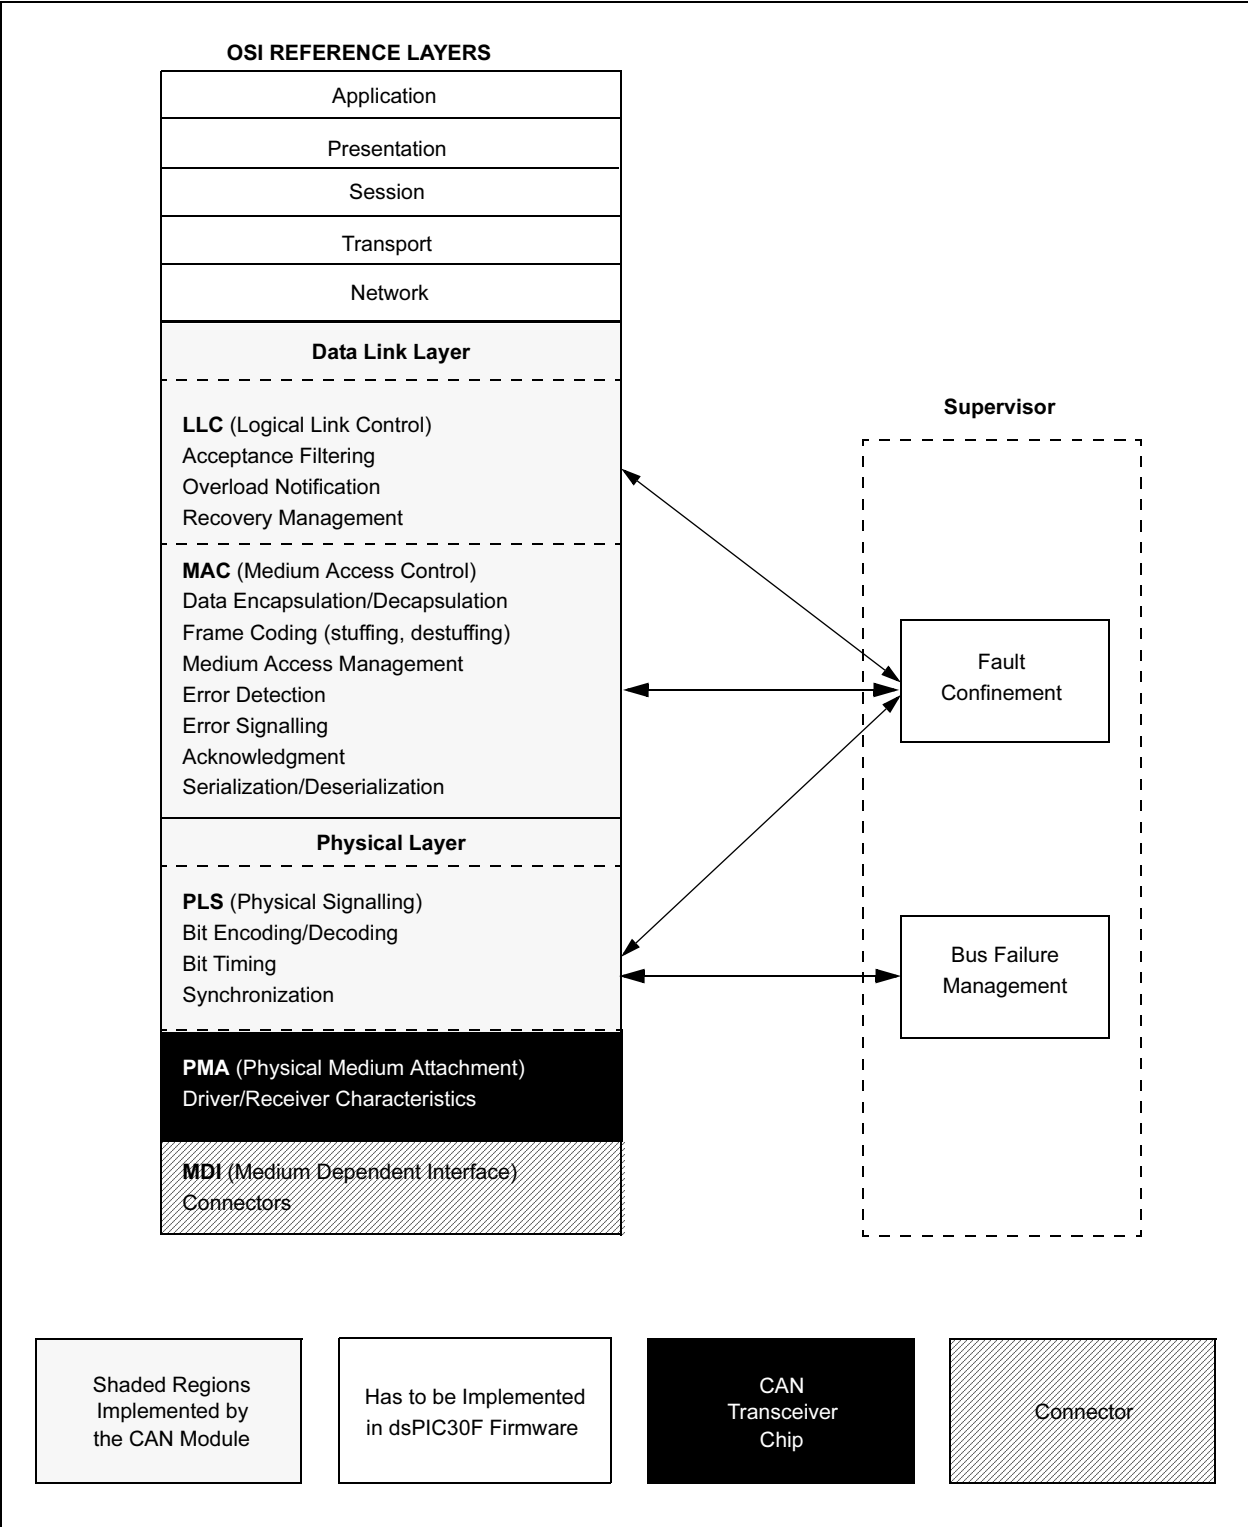 OSI REFERENCE LAYERS
Application
Presentation
Session
Transport
Network
Data Link Layer
LLC (Logical Link Control)
Acceptance Filtering
Overload Notification
Recovery Management
MAC (Medium Access Control)
Data Encapsulation/Decapsulation
Frame Coding (stuffing, destuffing)
Medium Access Management
Error Detection
Error Signalling
Acknowledgment
Serialization/Deserialization
Physical Layer
PLS (Physical Signalling)
Bit Encoding/Decoding
Bit Timing
Synchronization
PMA (Physical Medium Attachment)
Driver/Receiver Characteristics
MDI (Medium Dependent Interface)
Connectors
Supervisor
Fault
Confinement
Bus Failure
Management
Shaded Regions
Implemented by
the CAN Module
Has to be Implemented
in dsPIC30F Firmware
CAN
Transceiver
Chip
Connector